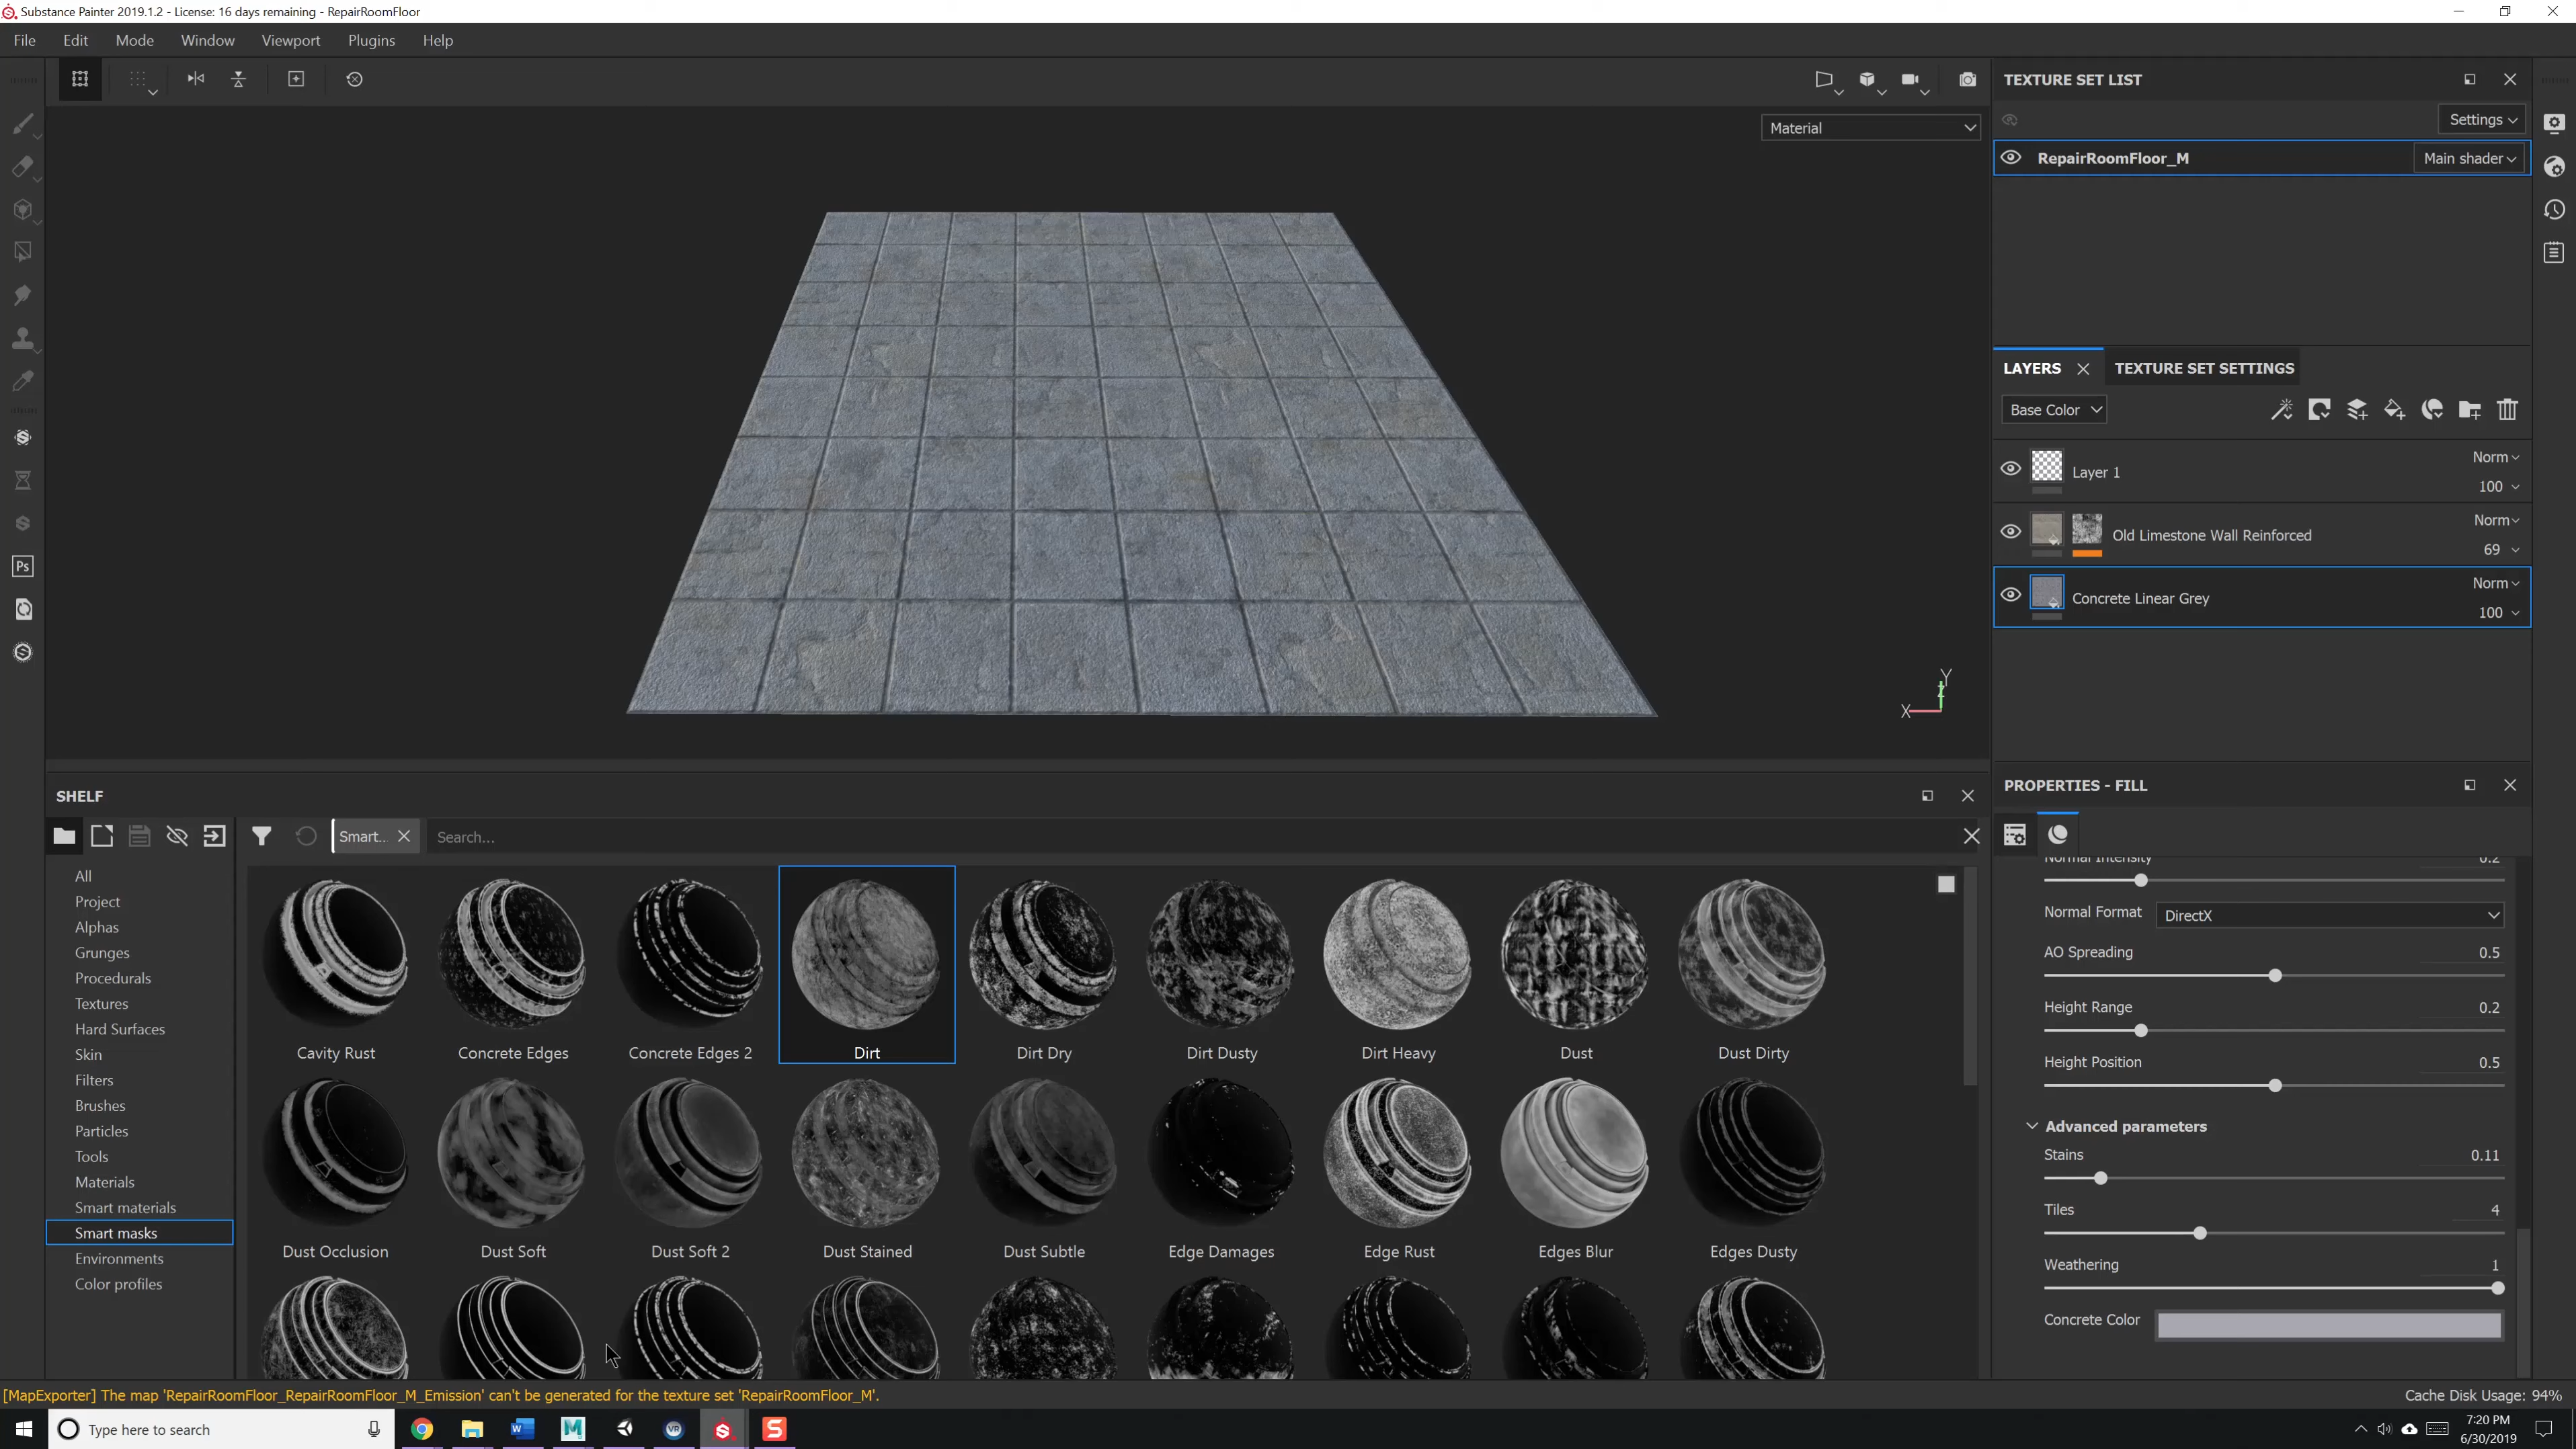 Substance Painter 2019.1.2 - License: 16 days remaining - RepairRoomFloor
File Edit Mode Window Viewport Plugins Help
Material
TEXTURE SET LIST
Settings
RepairRoomFloor_M
Main shader
LAYERS
TEXTURE SET SETTINGS
Base Color
Norm
Layer 1
100
Norm
Old Limestone Wall Reinforced
69
Norm
Concrete Linear Grey
100
Y
Z
X
SHELF
Smart..
Search...
All
Project
Alphas
Grunges
Procedurals
Textures
Hard Surfaces
Skin
Filters
Brushes
Particles
Tools
Materials
Smart materials
Smart masks
Environments
Color profiles
Cavity Rust
Concrete Edges
Concrete Edges 2
Dirt
Dirt Dry
Dirt Dusty
Dirt Heavy
Dust
Dust Dirty
Dust Occlusion
Dust Soft
Dust Soft 2
Dust Stained
Dust Subtle
Edge Damages
Edge Rust
Edges Blur
Edges Dusty
PROPERTIES - FILL
Normal Intensity 0.2
Normal Format DirectX
AO Spreading 0.5
Height Range 0.2
Height Position 0.5
Advanced parameters
Stains 0.11
Tiles 4
Weathering 1
Concrete Color
Ps
[MapExporter] The map 'RepairRoomFloor_RepairRoomFloor_M_Emission' can't be generated for the texture set 'RepairRoomFloor_M'.
Cache Disk Usage: 94%
Type here to search
W
M
VR
S
S
7:20 PM
6/30/2019